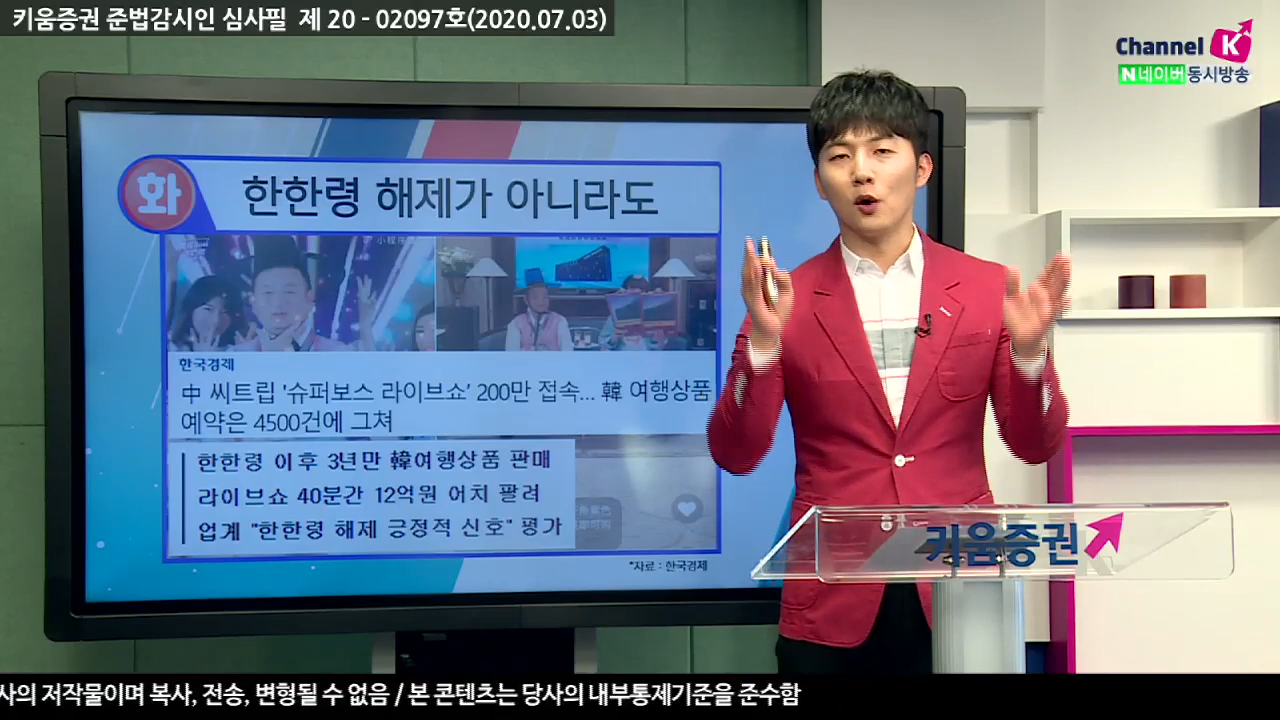 키움증권 준법감시인 심사필 제 20 - 02097호(2020.07.03)
Channel K
N 네이버 동시방송
화
한한령 해제가 아니라도
한국경제
中 씨트립 '슈퍼보스 라이브쇼' 200만 접속... 韓 여행상품
예약은 4500건에 그쳐
한한령 이후 3년만 韓여행상품 판매
라이브쇼 40분간 12억원 어치 팔려
업계 "한한령 해제 긍정적 신호" 평가
*자료 : 한국경제
키움증권
사의 저작물이며 복사, 전송, 변형될 수 없음 / 본 콘텐츠는 당사의 내부통제기준을 준수함